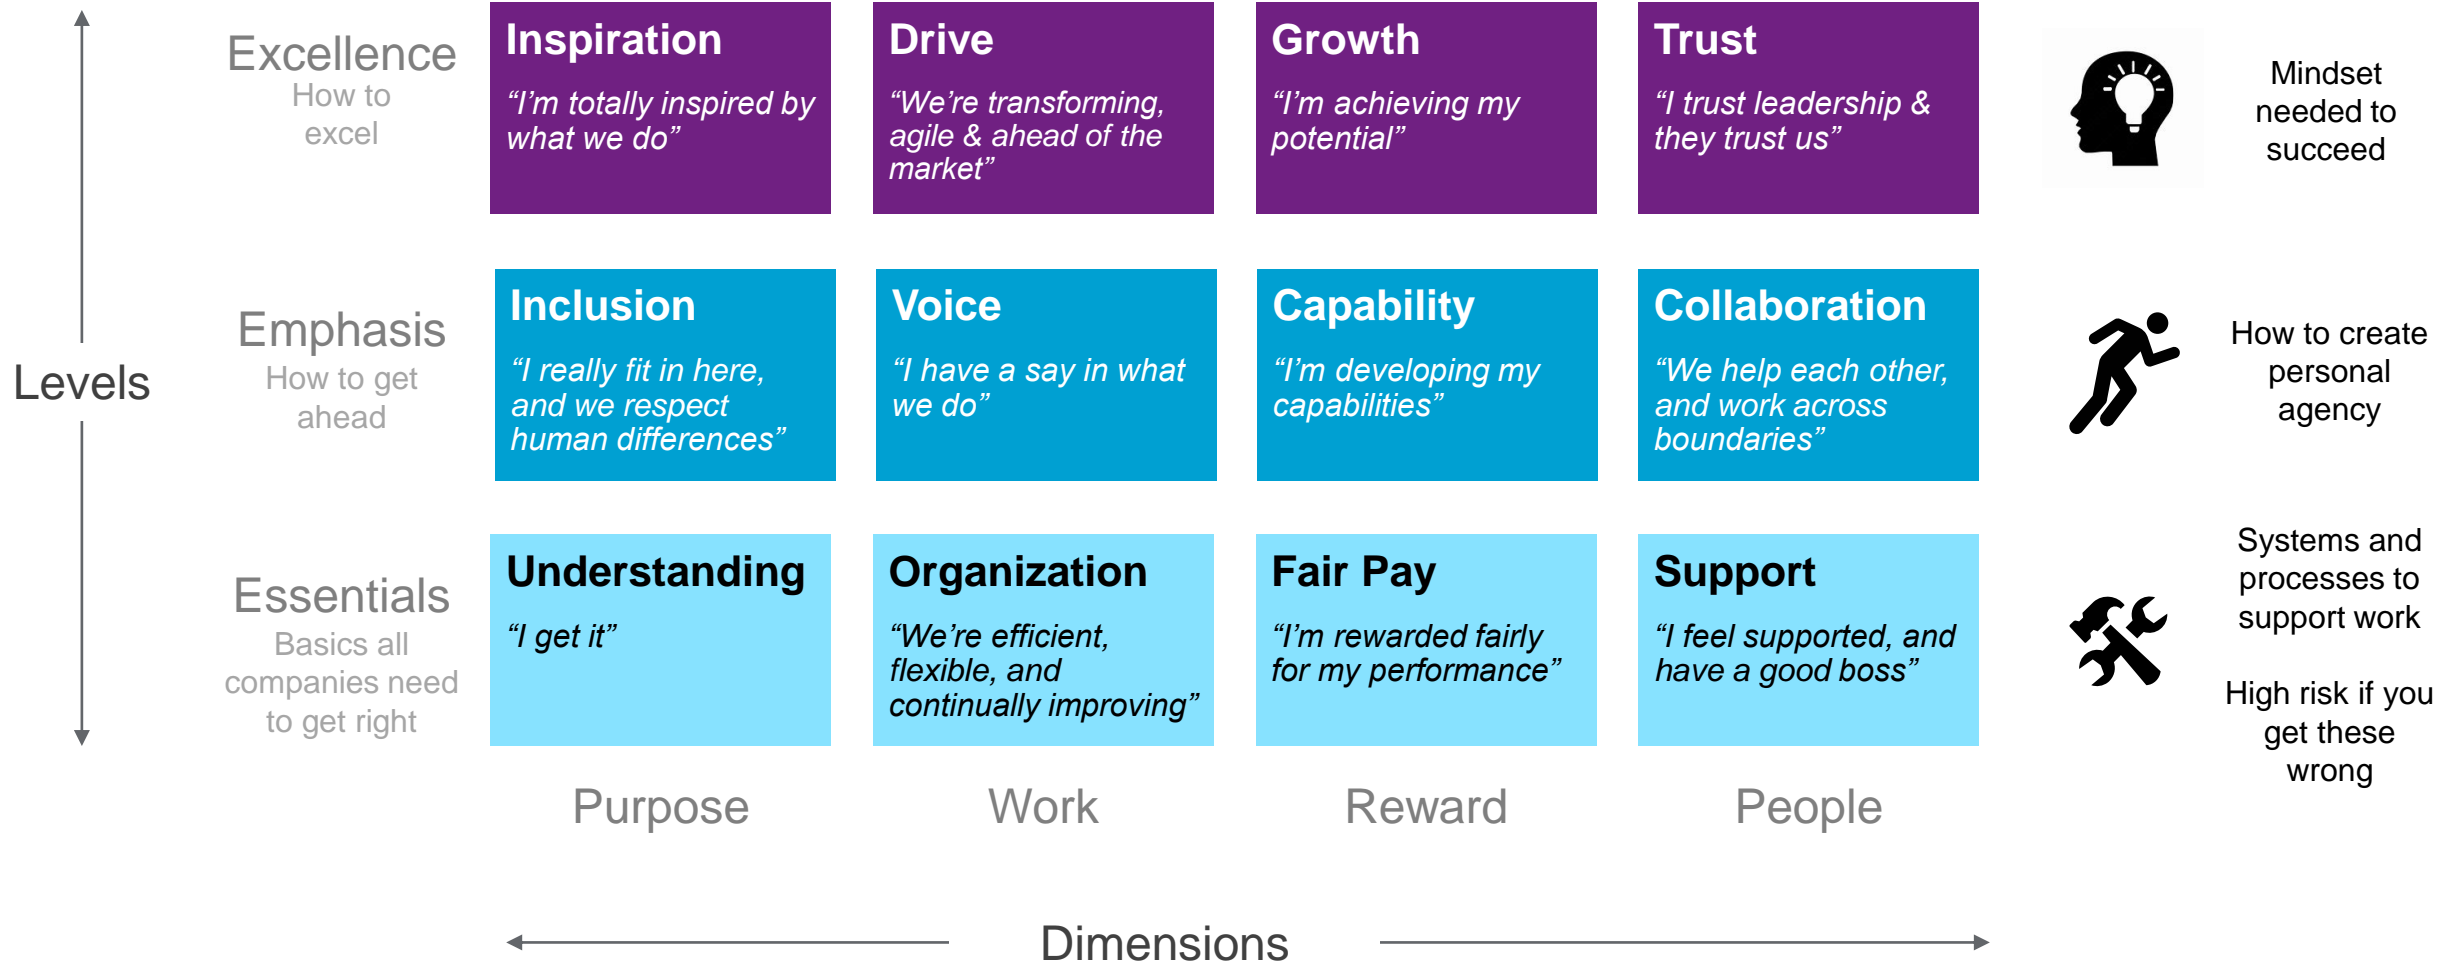 Levels
Excellence
How to
excel
Inspiration
“I’m totally inspired by
what we do”
Drive
“We’re transforming,
agile & ahead of the
market”
Growth
“I’m achieving my
potential”
Trust
“I trust leadership &
they trust us”
Mindset
needed to
succeed
Emphasis
How to get
ahead
Inclusion
“I really fit in here,
and we respect
human differences”
Voice
“I have a say in what
we do”
Capability
“I’m developing my
capabilities”
Collaboration
“We help each other,
and work across
boundaries”
How to create
personal
agency
Essentials
Basics all
companies need
to get right
Understanding
“I get it”
Organization
“We’re efficient,
flexible, and
continually improving”
Fair Pay
“I’m rewarded fairly
for my performance”
Support
“I feel supported, and
have a good boss”
Systems and
processes to
support work
High risk if you
get these
wrong
Purpose
Work
Reward
People
Dimensions